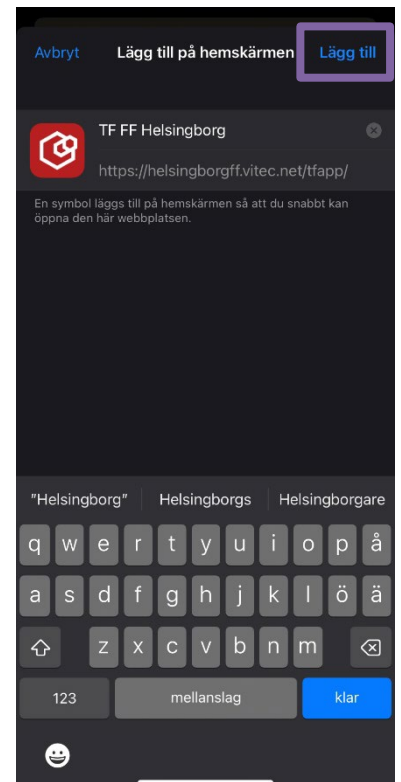 Avbryt Lägg till på hemskärmen Lägg till
TF FF Helsingborg
https://helsingborgff.vitec.net/tfapp/
En symbol läggs till på hemskärmen så att du snabbt kan
öppna den här webbplatsen.
"Helsingborg" Helsingborgs Helsingborgare
q w e r t y u i o p å
a s d f g h j k l ö ä
z x c v b n m
123 mellanslag klar